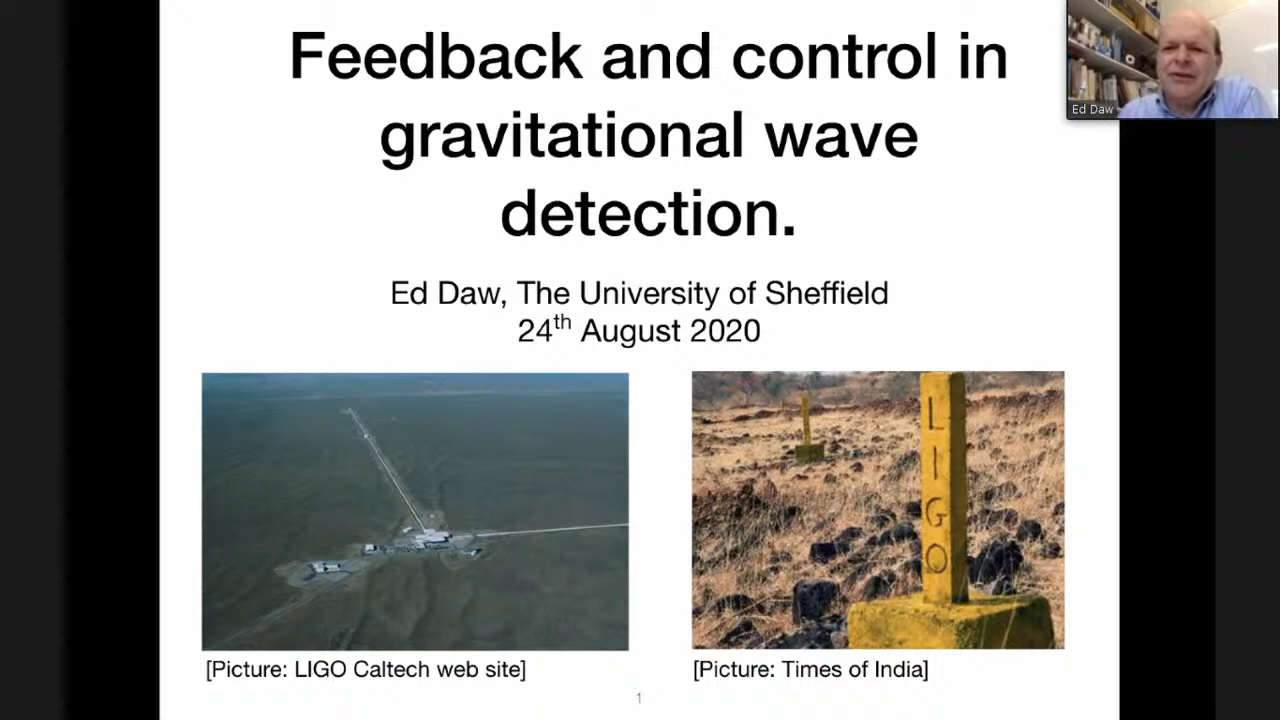 Feedback and control in
gravitational wave
detection.
Ed Daw
Ed Daw, The University of Sheffield
24th August 2020
L
I
G
O
[Picture: LIGO Caltech web site]
[Picture: Times of India]
1